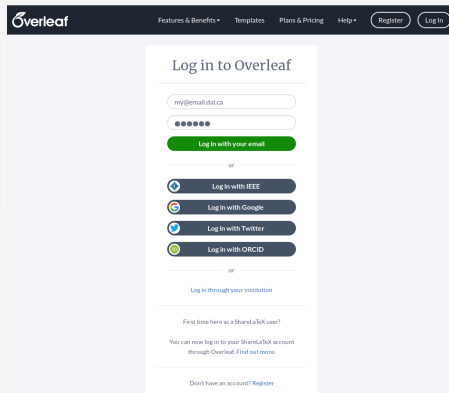 Overleaf
Features & Benefits Templates Plans & Pricing Help Register Log In
Log in to Overleaf
my@email.dal.ca
●●●●●●
Log in with your email
or
Log in with IEEE
Log in with Google
Log in with Twitter
iD Log in with ORCID
or
Log in through your institution
First time here as a ShareLaTeX user?
You can now log in to your ShareLaTeX account
through Overleaf. Find out more.
Don't have an account? Register